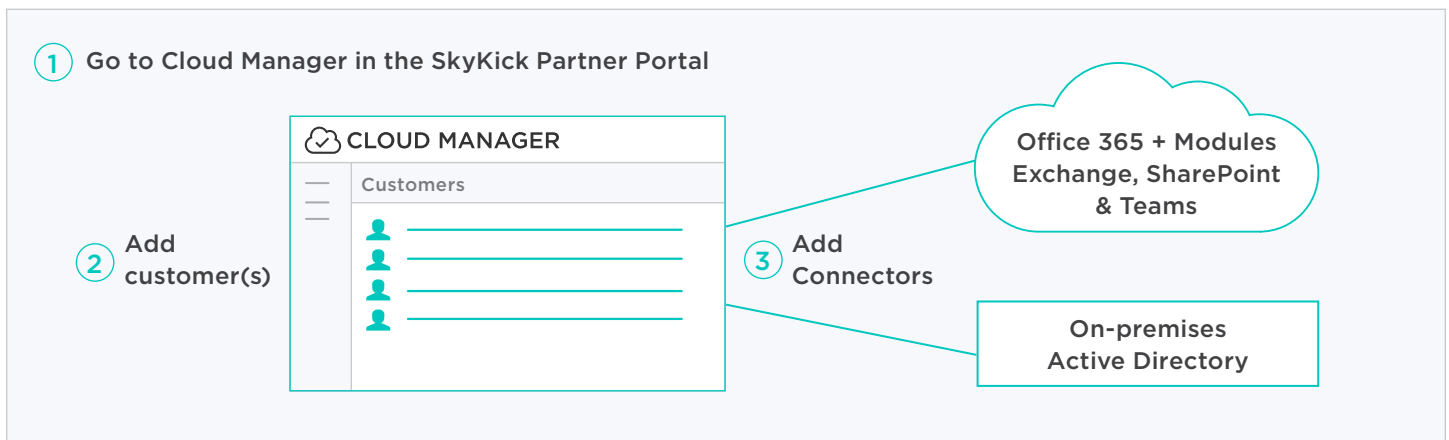 1 Go to Cloud Manager in the SkyKick Partner Portal
CLOUD MANAGER
Customers
2 Add
customer(s)
3 Add
Connectors
Office 365 + Modules
Exchange, SharePoint
& Teams
On-premises
Active Directory